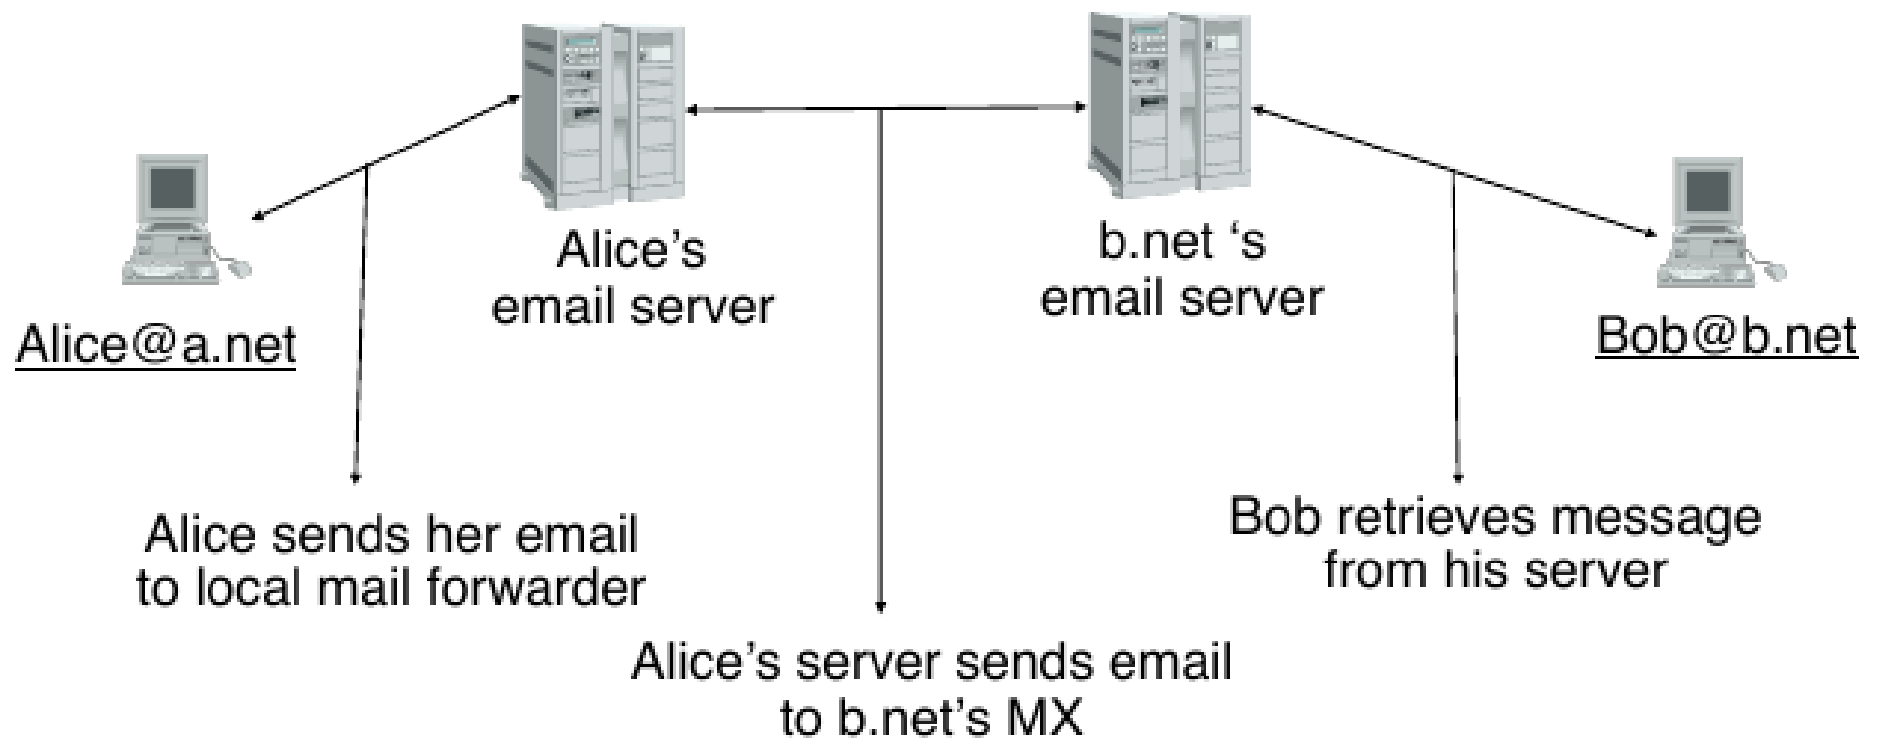 Alice's
email server
b.net 's
email server
Alice@a.net
Bob@b.net
Alice sends her email
to local mail forwarder
Bob retrieves message
from his server
Alice's server sends email
to b.net's MX